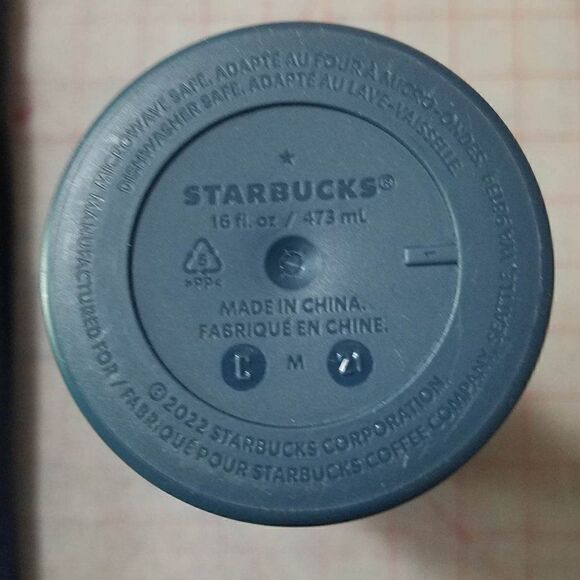 MICROWAVE SAFE. ADAPTÉ AU FOUR À MICRO-ONDES.
DISHWASHER SAFE. ADAPTÉ AU LAVE-VAISSELLE.
STARBUCKS®
16 fl. oz / 473 mL
5
>PP<
1
MADE IN CHINA.
FABRIQUÉ EN CHINE.
M
© 2022 STARBUCKS CORPORATION.
MANUFACTURED FOR / FABRIQUÉ POUR STARBUCKS COFFEE COMPANY, SEATTLE,